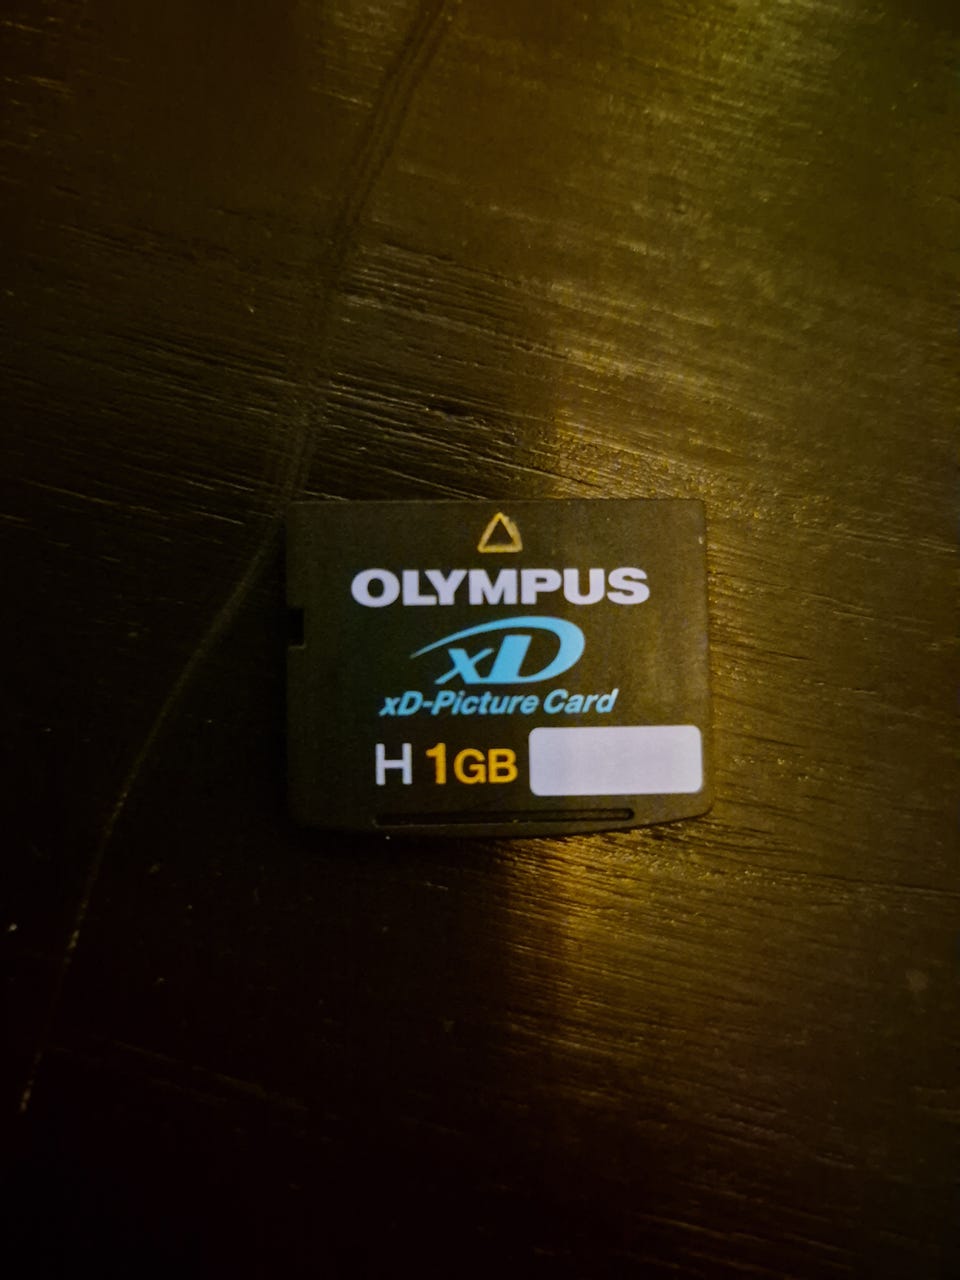 OLYMPUS
xD
xD-Picture Card
H 1GB